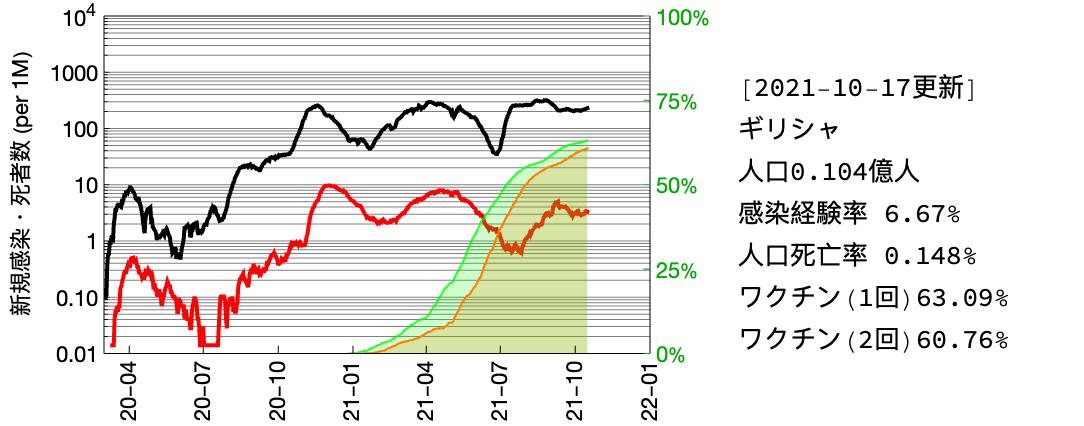 新規感染・死者数 (per 1M)
10^4
1000
100
10
1
0.10
0.01
100%
75%
50%
25%
0%
20-04
20-07
20-10
21-01
21-04
21-07
21-10
22-01
[2021-10-17更新]
ギリシャ
人口0.104億人
感染経験率 6.67%
人口死亡率 0.148%
ワクチン(1回)63.09%
ワクチン(2回)60.76%